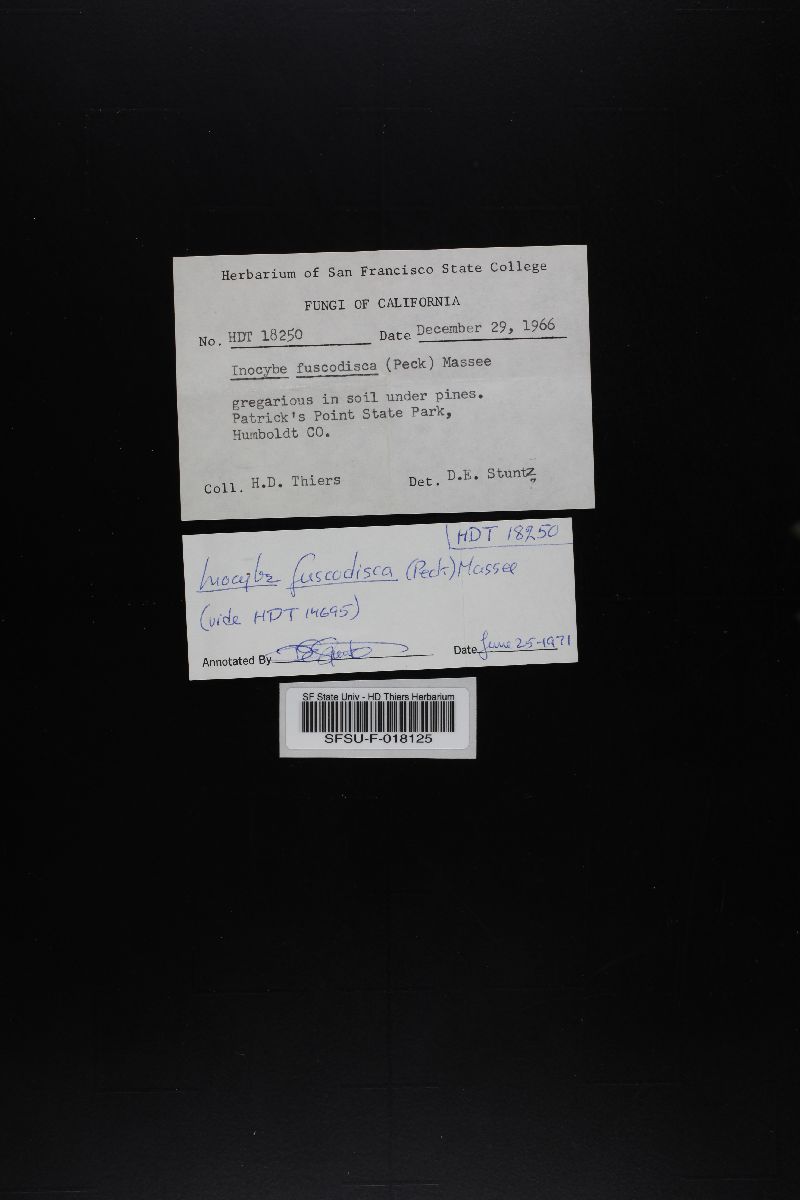 Herbarium of San Francisco State College
FUNGI OF CALIFORNIA
No. HDT 18250 Date December 29, 1966
Inocybe fuscodisca (Peck) Massee
gregarious in soil under pines.
Patrick's Point State Park,
Humboldt CO.
Coll. H.D. Thiers Det. D.E. Stuntz
HDT 18250
Inocybe fuscodisca (Peck) Massee
(vide HDT 14695)
Annotated By Date June 25-1971
SF State Univ - HD Thiers Herbarium
SFSU-F-018125